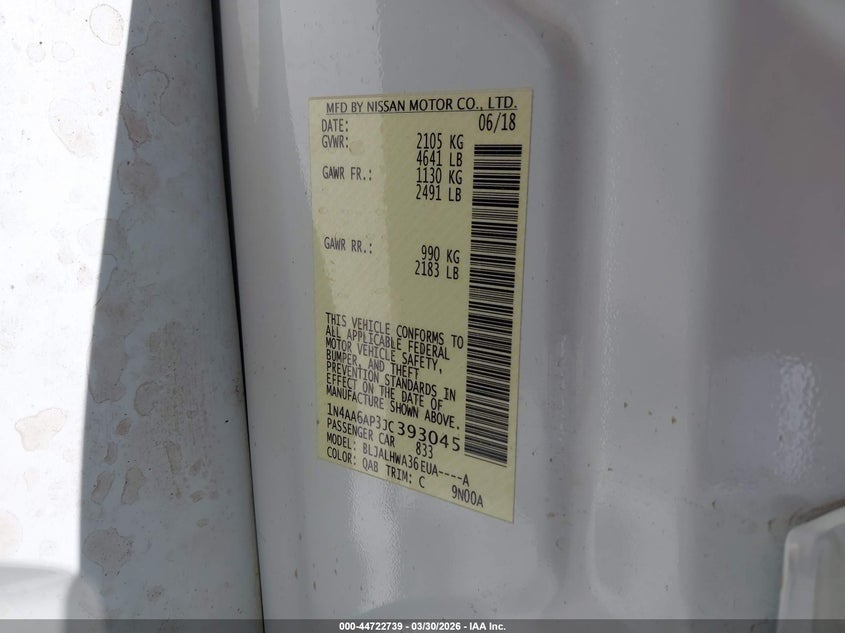 MFD BY NISSAN MOTOR CO., LTD.
DATE: 06/18
GVWR: 2105 KG
4641 LB
GAWR FR.: 1130 KG
2491 LB
GAWR RR.: 990 KG
2183 LB
THIS VEHICLE CONFORMS TO
ALL APPLICABLE FEDERAL
MOTOR VEHICLE SAFETY,
BUMPER, AND THEFT
PREVENTION STANDARDS IN
EFFECT ON THE DATE OF
MANUFACTURE SHOWN ABOVE.
1N4AA6AP3JC393045
PASSENGER CAR 833
MODEL: BLJALHWA36EUA----A
COLOR: QAB TRIM: C 9N00A
000-44722739 - 03/30/2026 - IAA Inc.